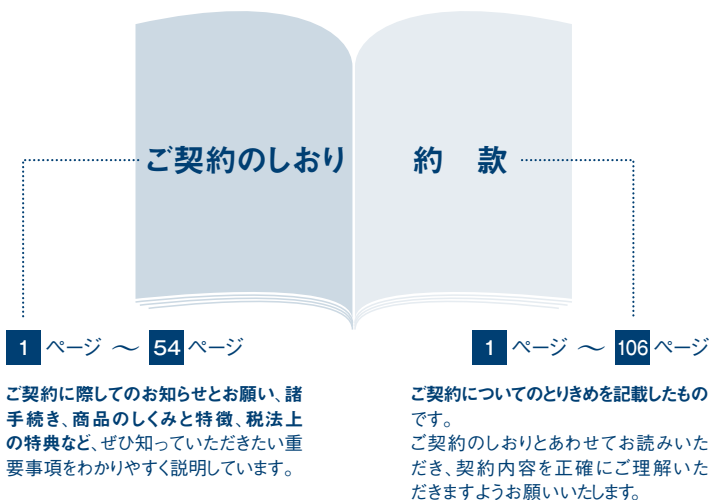 ご契約のしおり
約 款
1 ページ ～ 54 ページ
ご契約に際してのお知らせとお願い、諸
手続き、商品のしくみと特徴、税法上
の特典など、ぜひ知っていただきたい重
要事項をわかりやすく説明しています。
1 ページ ～ 106 ページ
ご契約についてのとりきめを記載したもの
です。
ご契約のしおりとあわせてお読みいた
だき、契約内容を正確にご理解いた
だきますようお願いいたします。